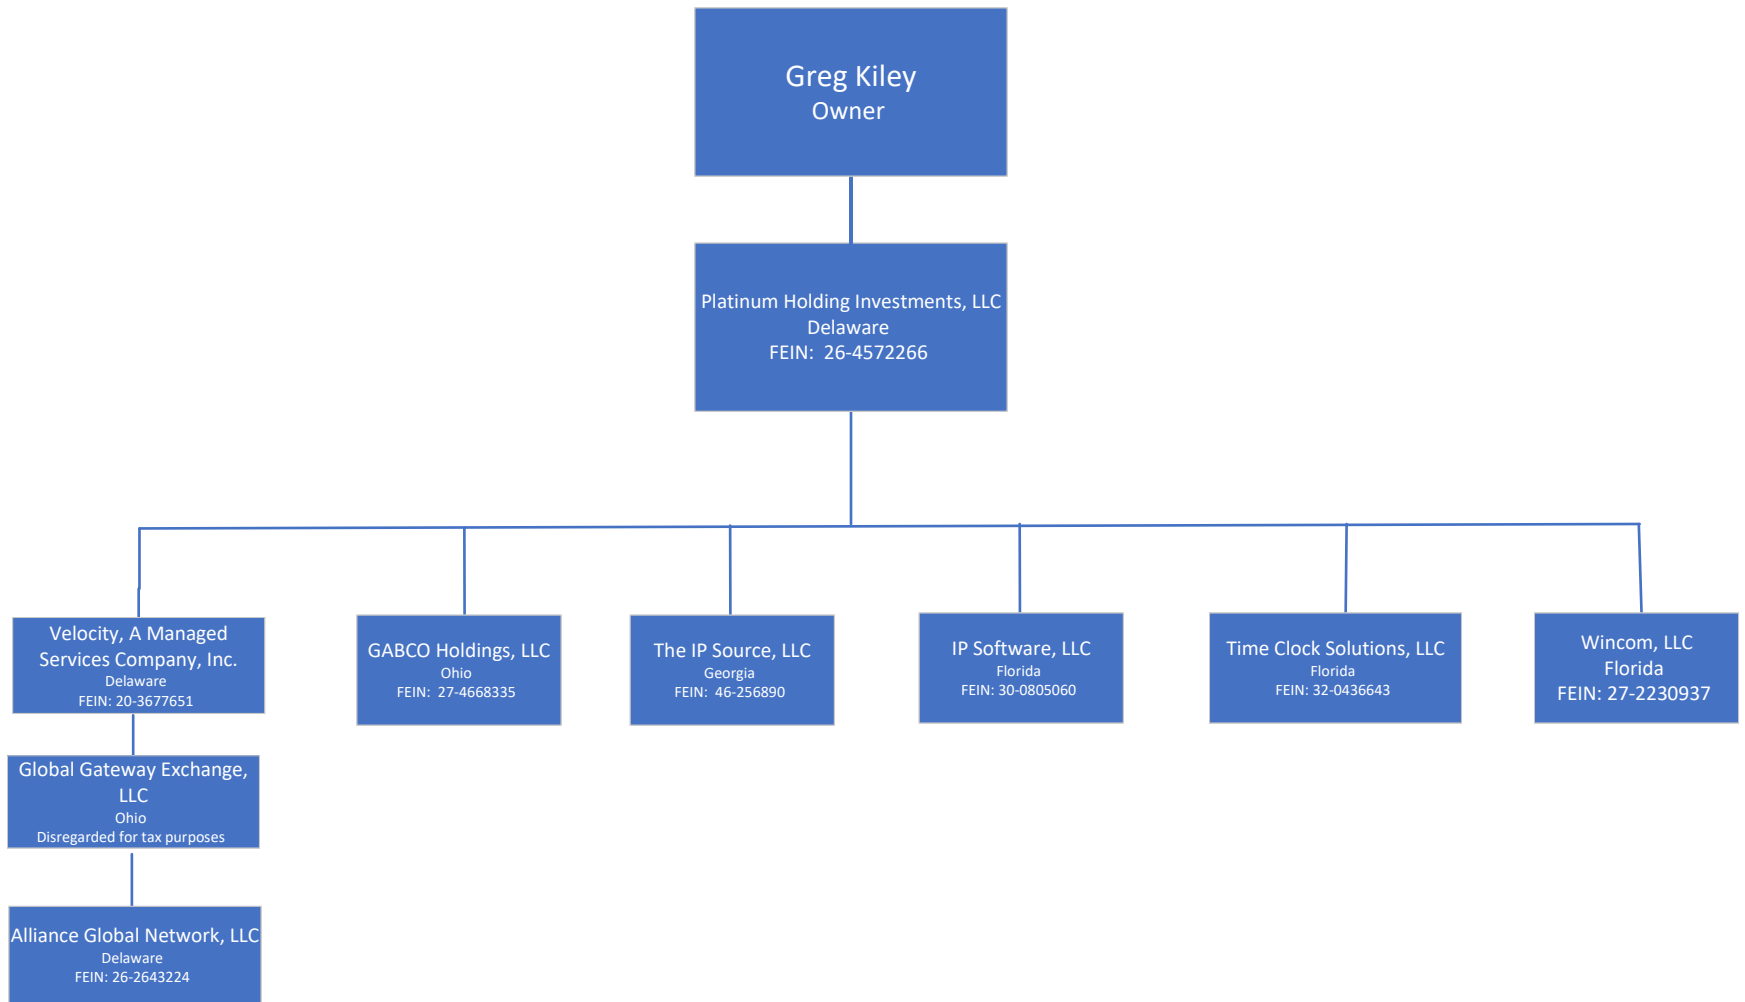 Greg Kiley
Owner
Platinum Holding Investments, LLC
Delaware
FEIN:  26-4572266
Velocity, A Managed
Services Company, Inc.
Delaware
FEIN: 20-3677651
GABCO Holdings, LLC
Ohio
FEIN:  27-4668335
The IP Source, LLC
Georgia
FEIN:  46-256890
IP Software, LLC
Florida
FEIN: 30-0805060
Time Clock Solutions, LLC
Florida
FEIN: 32-0436643
Wincom, LLC
Florida
FEIN: 27-2230937
Global Gateway Exchange,
LLC
Ohio
Disregarded for tax purposes
Alliance Global Network, LLC
Delaware
FEIN: 26-2643224